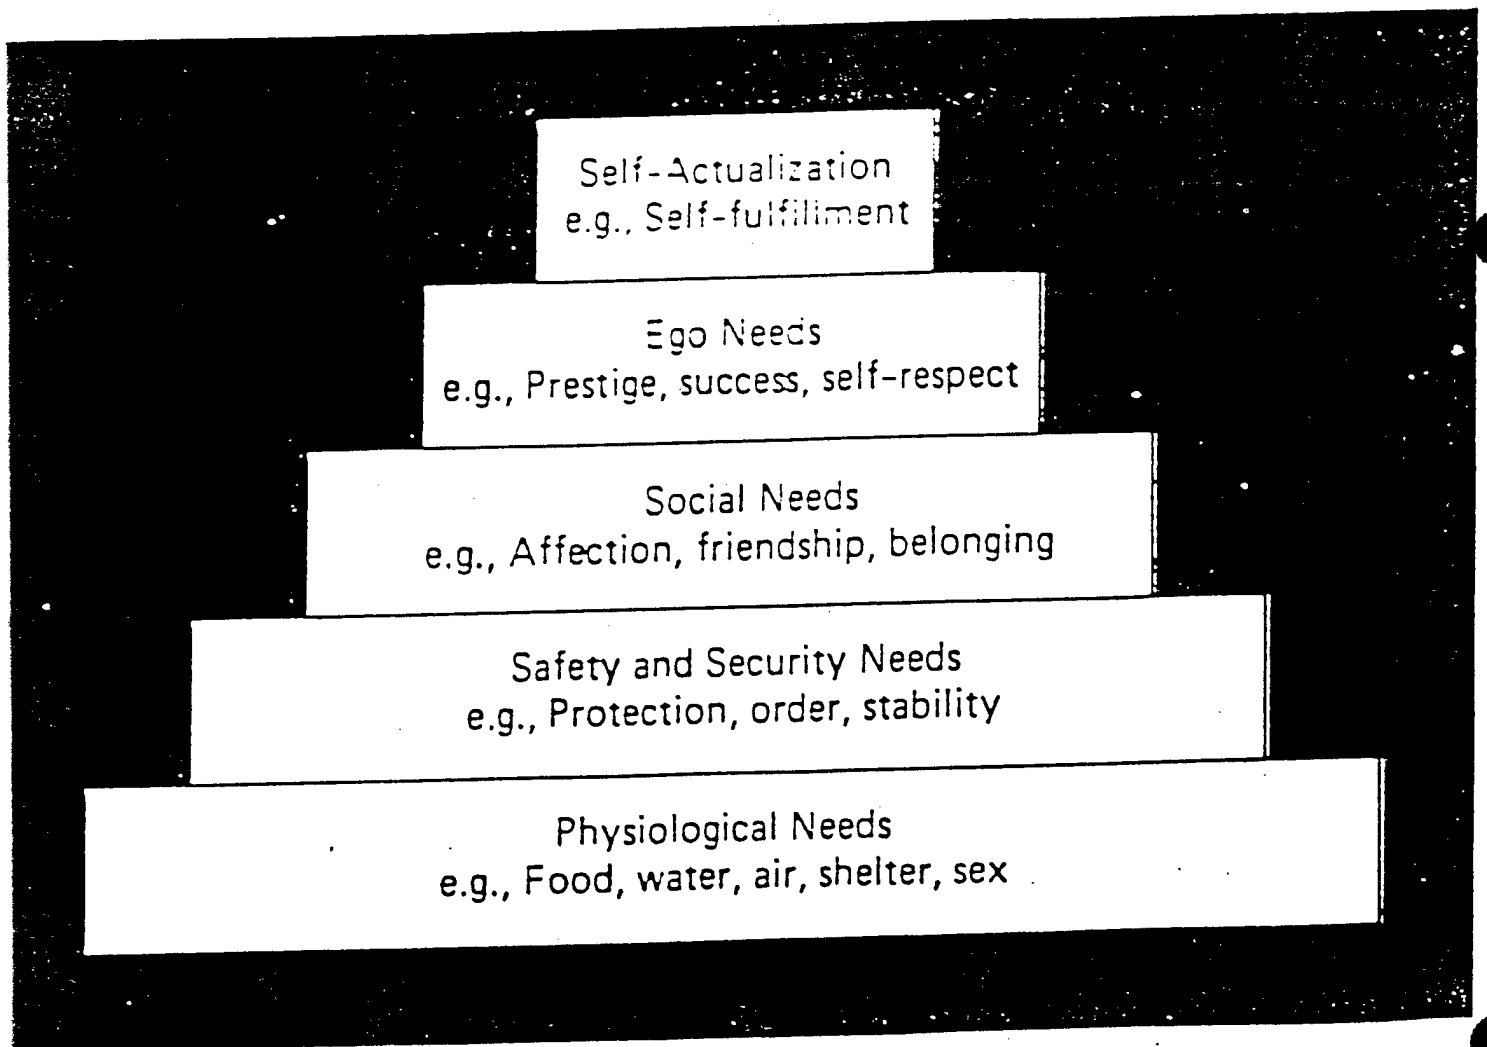 Self-Actualization
e.g., Self-fulfillment
Ego Needs
e.g., Prestige, success, self-respect
Social Needs
e.g., Affection, friendship, belonging
Safety and Security Needs
e.g., Protection, order, stability
Physiological Needs
e.g., Food, water, air, shelter, sex